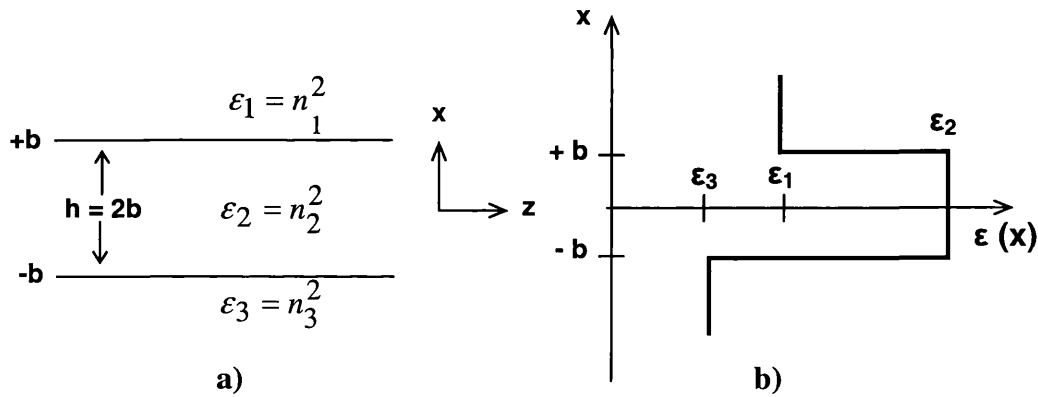 ε1 = n1^2
+b
h = 2b
ε2 = n2^2
-b
ε3 = n3^2
x
z
a)
x
ε2
+ b
ε3
ε1
ε (x)
- b
b)